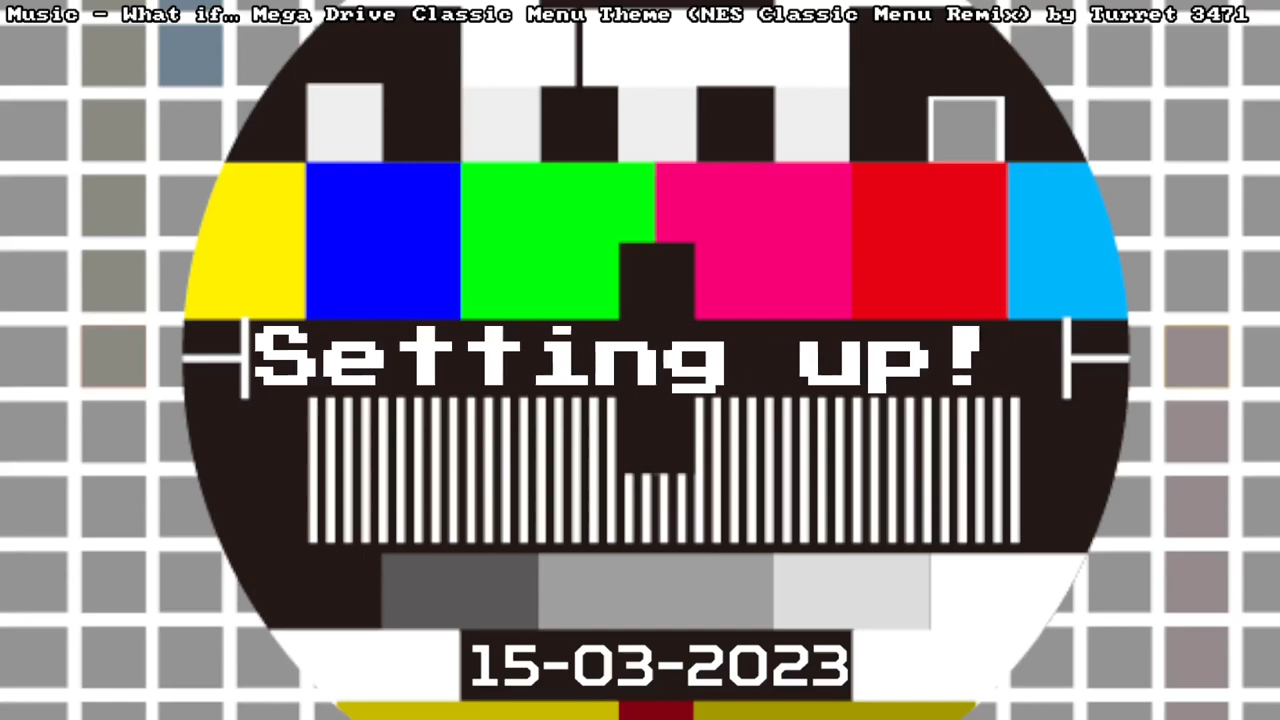 Music - What if… Mega Drive Classic Menu Theme (NES Classic Menu Remix) by Turret 3471
Setting up!
15-03-2023